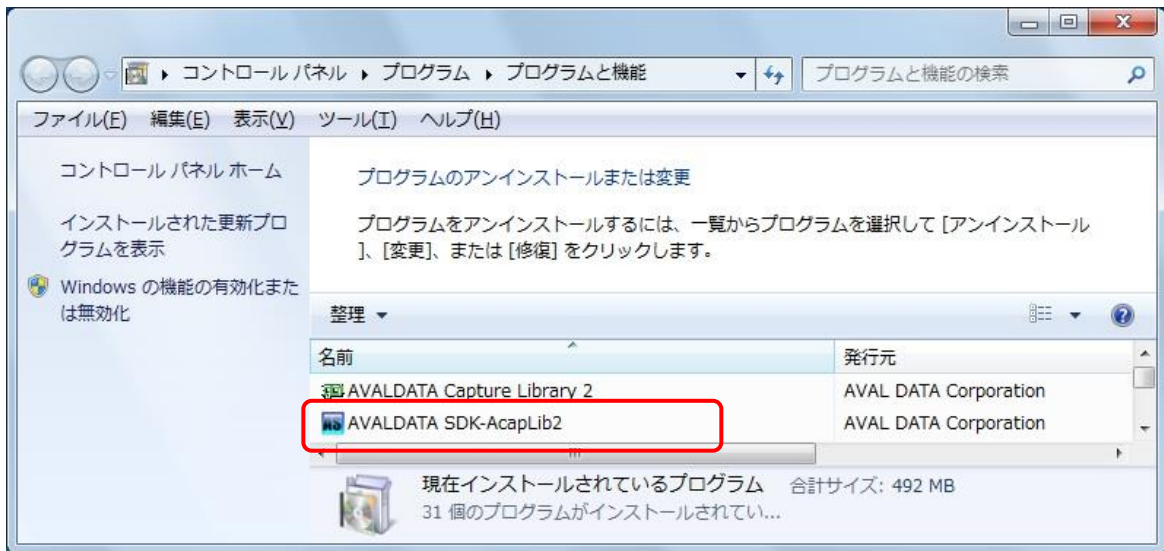 コントロール パネル ▸ プログラム ▸ プログラムと機能
プログラムと機能の検索
ファイル(F) 編集(E) 表示(V) ツール(T) ヘルプ(H)
コントロール パネル ホーム
インストールされた更新プロ
グラムを表示
Windows の機能の有効化また
は無効化
プログラムのアンインストールまたは変更
プログラムをアンインストールするには、一覧からプログラムを選択して [アンインストール
]、[変更]、または [修復] をクリックします。
整理
名前 発行元
AVALDATA Capture Library 2 AVAL DATA Corporation
AVALDATA SDK-AcapLib2 AVAL DATA Corporation
現在インストールされているプログラム 合計サイズ: 492 MB
31 個のプログラムがインストールされてい...